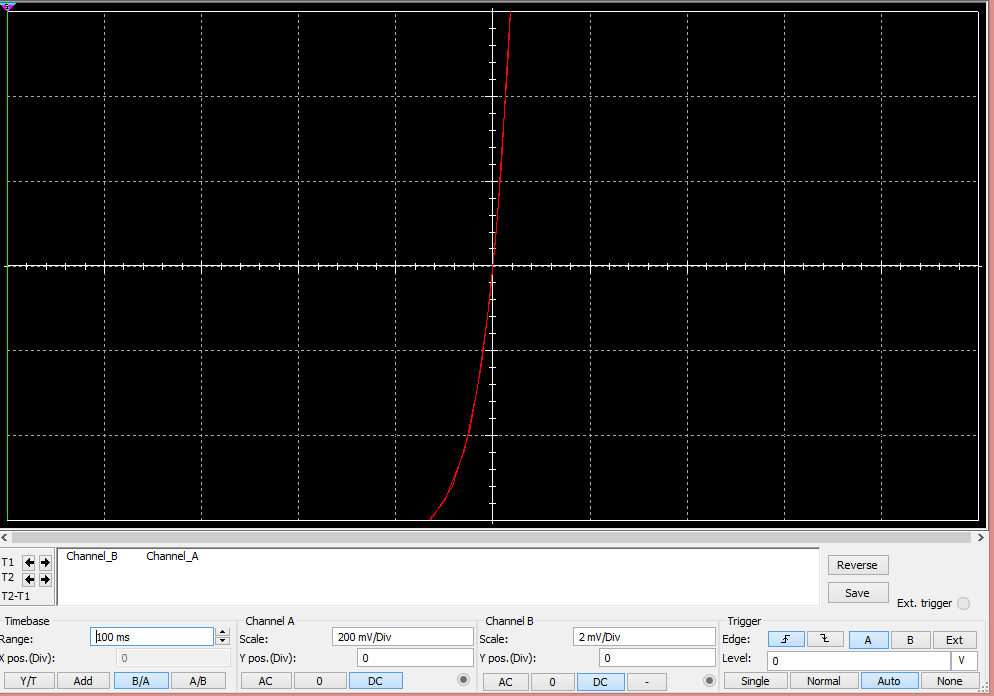 Channel_B Channel_A
T1
T2
T2-T1
Reverse
Save
Ext. trigger
Timebase
Range: 100 ms
X pos.(Div): 0
Y/T Add B/A A/B
Channel A
Scale: 200 mV/Div
Y pos.(Div): 0
AC 0 DC
Channel B
Scale: 2 mV/Div
Y pos.(Div): 0
AC 0 DC -
Trigger
Edge: A B Ext
Level: 0 V
Single Normal Auto None